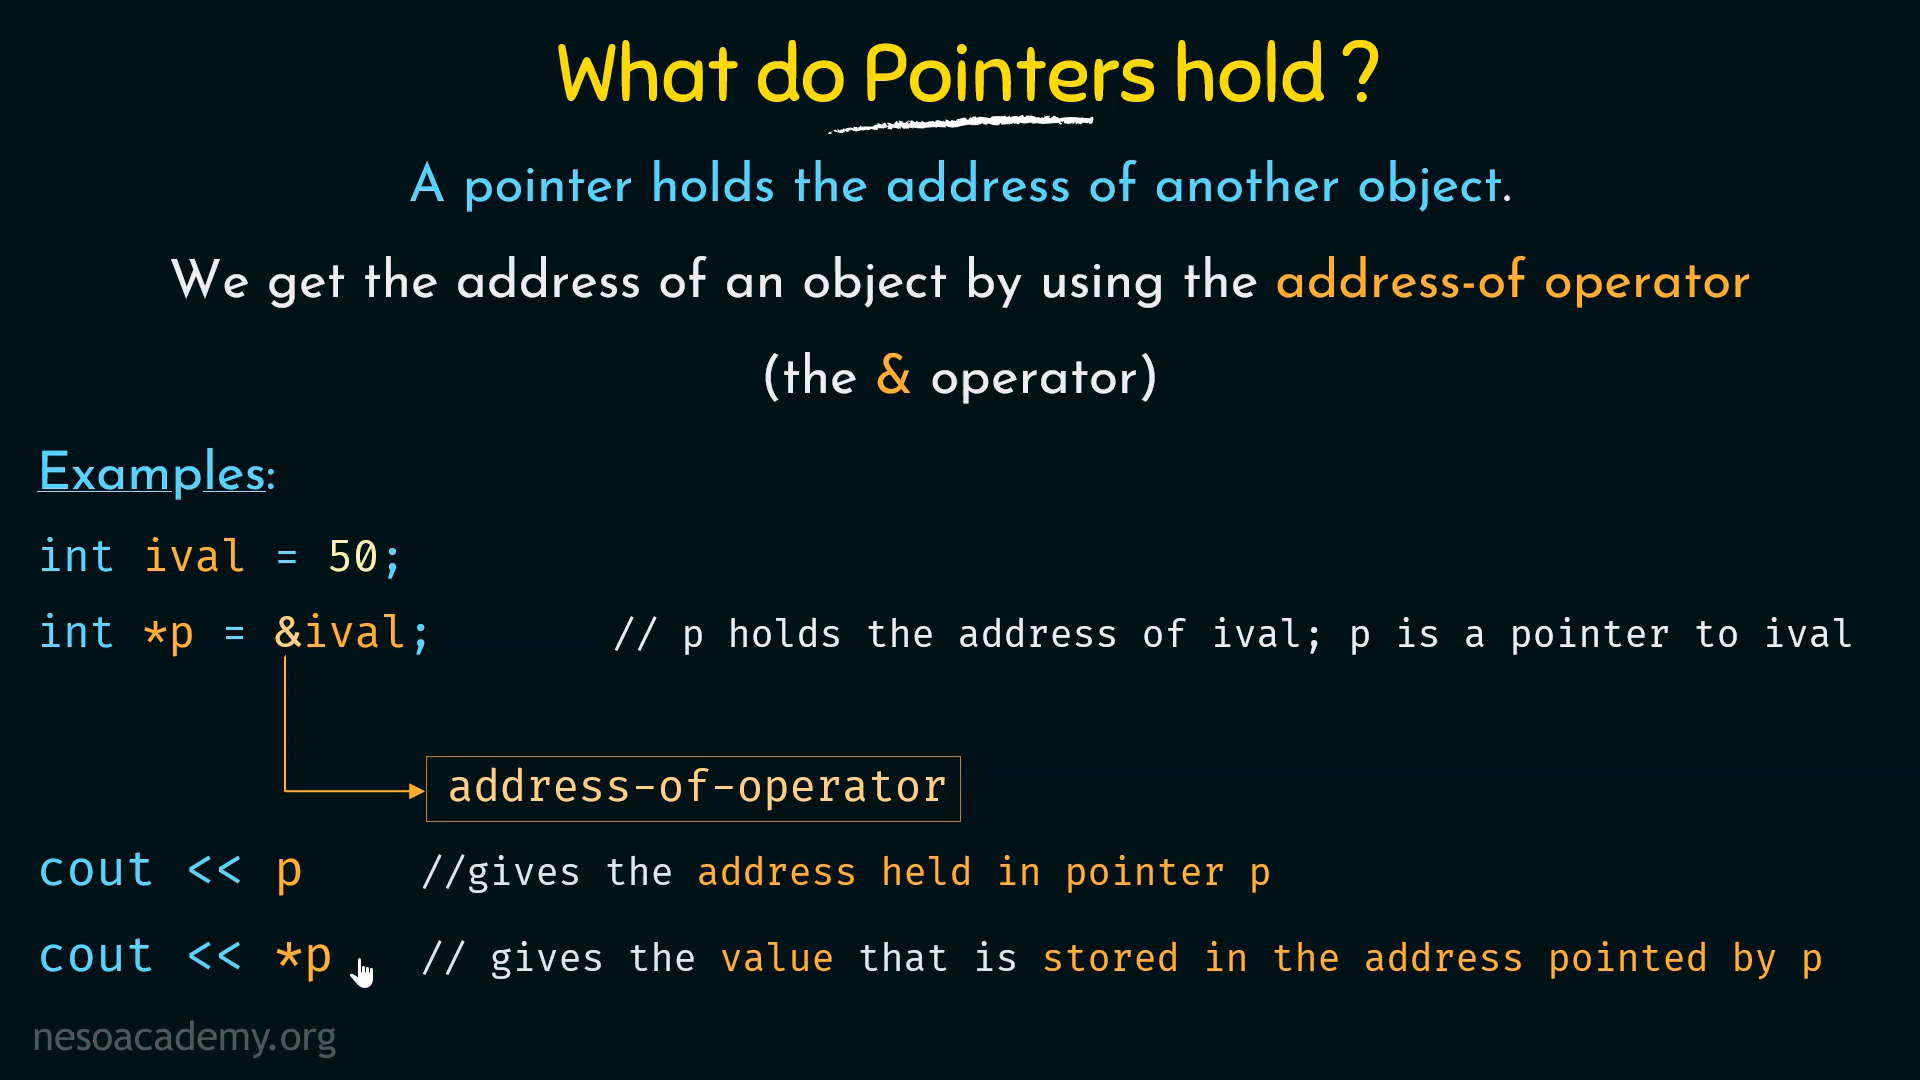 What do Pointers hold ?
A pointer holds the address of another object.
We get the address of an object by using the address-of operator
(the & operator)
Examples:
int ival = 50;
int *p = &ival; // p holds the address of ival; p is a pointer to ival
address-of-operator
cout << p //gives the address held in pointer p
cout << *p // gives the value that is stored in the address pointed by p
nesoacademy.org